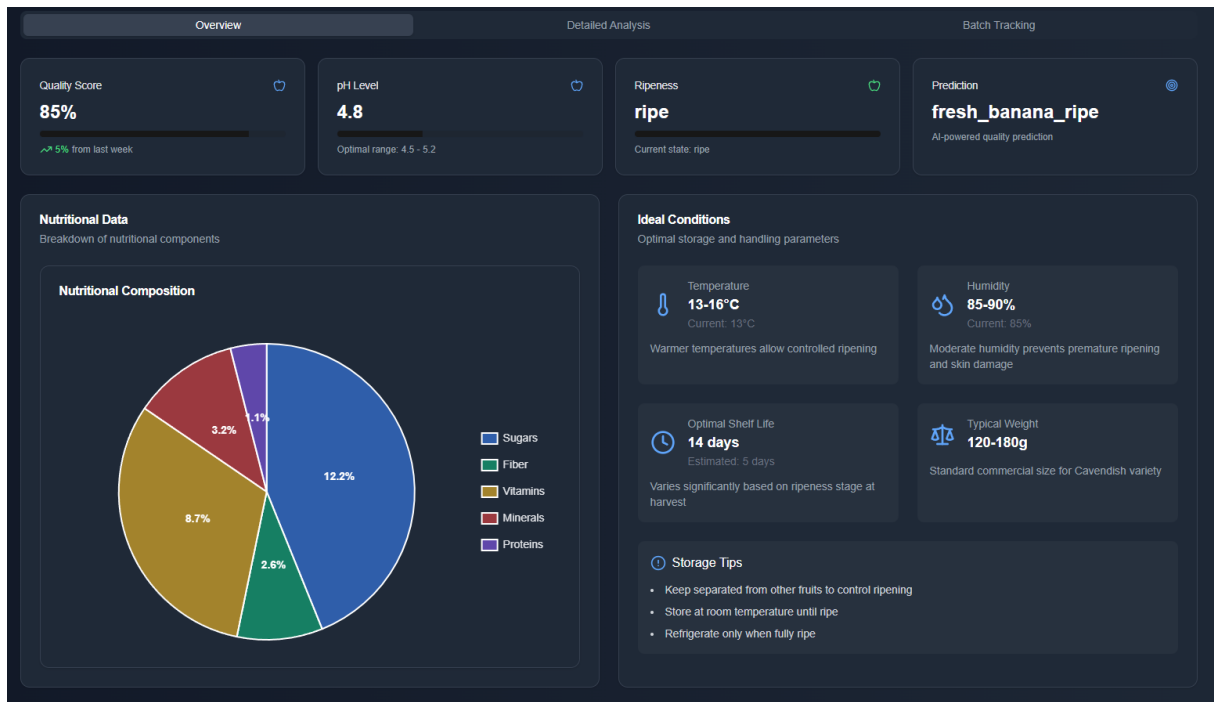 Overview
Detailed Analysis
Batch Tracking
Quality Score
85%
5% from last week
pH Level
4.8
Optimal range: 4.5 - 5.2
Ripeness
ripe
Current state: ripe
Prediction
fresh_banana_ripe
AI-powered quality prediction
Nutritional Data
Breakdown of nutritional components
Nutritional Composition
12.2%
2.6%
8.7%
3.2%
1.1%
Sugars
Fiber
Vitamins
Minerals
Proteins
Ideal Conditions
Optimal storage and handling parameters
Temperature
13-16°C
Current: 13°C
Warmer temperatures allow controlled ripening
Humidity
85-90%
Current: 85%
Moderate humidity prevents premature ripening
and skin damage
Optimal Shelf Life
14 days
Estimated: 5 days
Varies significantly based on ripeness stage at
harvest
Typical Weight
120-180g
Standard commercial size for Cavendish variety
Storage Tips
• Keep separated from other fruits to control ripening
• Store at room temperature until ripe
• Refrigerate only when fully ripe